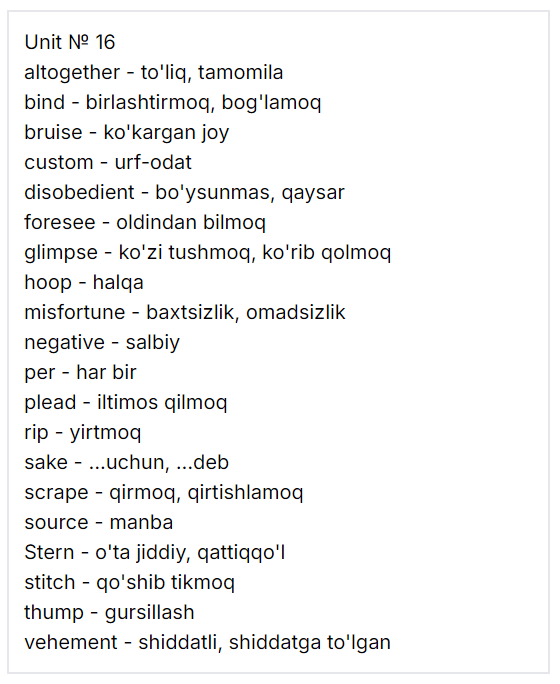 Unit № 16
altogether - to'liq, tamomila
bind - birlashtirmoq, bog'lamoq
bruise - ko'kargan joy
custom - urf-odat
disobedient - bo'ysunmas, qaysar
foresee - oldindan bilmoq
glimpse - ko'zi tushmoq, ko'rib qolmoq
hoop - halqa
misfortune - baxtsizlik, omadsizlik
negative - salbiy
per - har bir
plead - iltimos qilmoq
rip - yirtmoq
sake - ...uchun, ...deb
scrape - qirmoq, qirtishlamoq
source - manba
Stern - o'ta jiddiy, qattiqqo'l
stitch - qo'shib tikmoq
thump - gursillash
vehement - shiddatli, shiddatga to'lgan